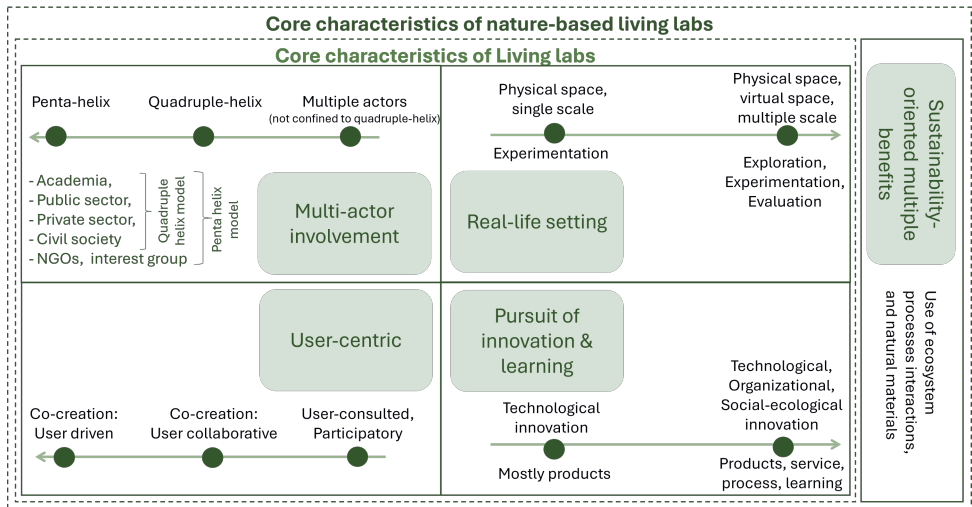 Core characteristics of nature-based living labs
Core characteristics of Living labs
Penta-helix
Quadruple-helix
Multiple actors
(not confined to quadruple-helix)
- Academia,
- Public sector,
- Private sector,
- Civil society
- NGOs, interest group
Quadruple
helix model
Penta helix
model
Multi-actor
involvement
Physical space,
single scale
Experimentation
Physical space,
virtual space,
multiple scale
Exploration,
Experimentation,
Evaluation
Real-life setting
User-centric
Co-creation:
User driven
Co-creation:
User collaborative
User-consulted,
Participatory
Pursuit of
innovation &
learning
Technological
innovation
Mostly products
Technological,
Organizational,
Social-ecological
innovation
Products, service,
process, learning
Sustainability-
oriented multiple
benefits
Use of ecosystem
processes interactions,
and natural materials